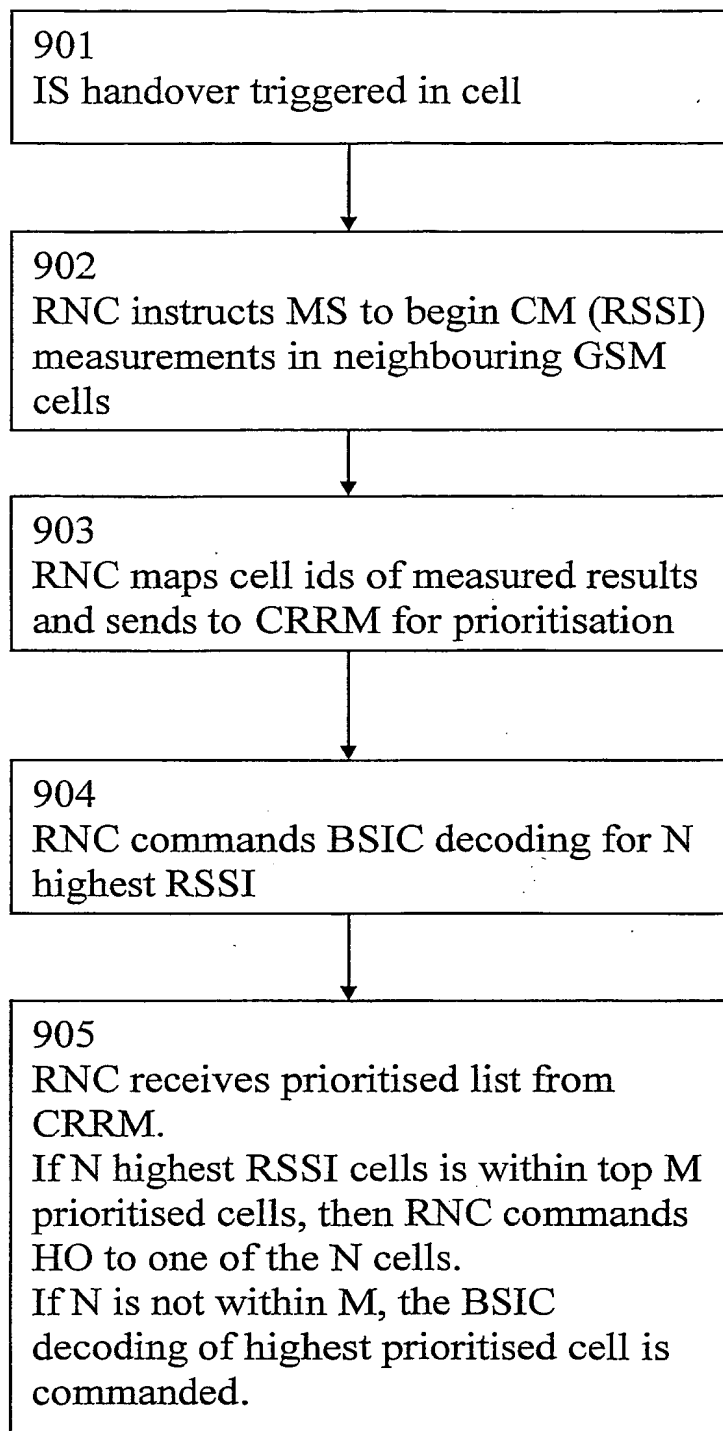 901
IS handover triggered in cell
902
RNC instructs MS to begin CM (RSSI)
measurements in neighbouring GSM
cells
903
RNC maps cell ids of measured results
and sends to CRRM for prioritisation
904
RNC commands BSIC decoding for N
highest RSSI
905
RNC receives prioritised list from
CRRM.
If N highest RSSI cells is within top M
prioritised cells, then RNC commands
HO to one of the N cells.
If N is not within M, the BSIC
decoding of highest prioritised cell is
commanded.